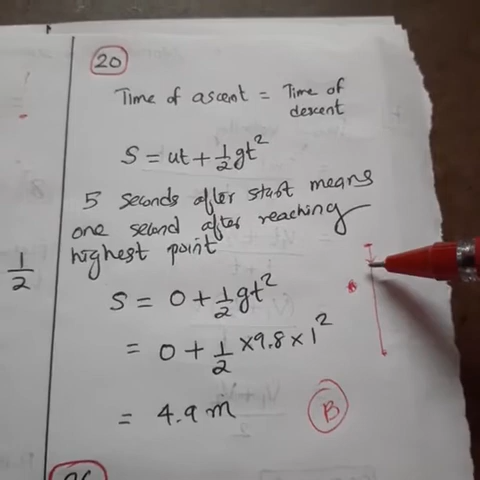 20
Time of ascent = Time of
descent
S = ut + 1/2 gt²
5 seconds after start means
one second after reaching
highest point
1/2
S = 0 + 1/2 gt²
= 0 + 1/2 × 9.8 × 1²
= 4.9 m
B